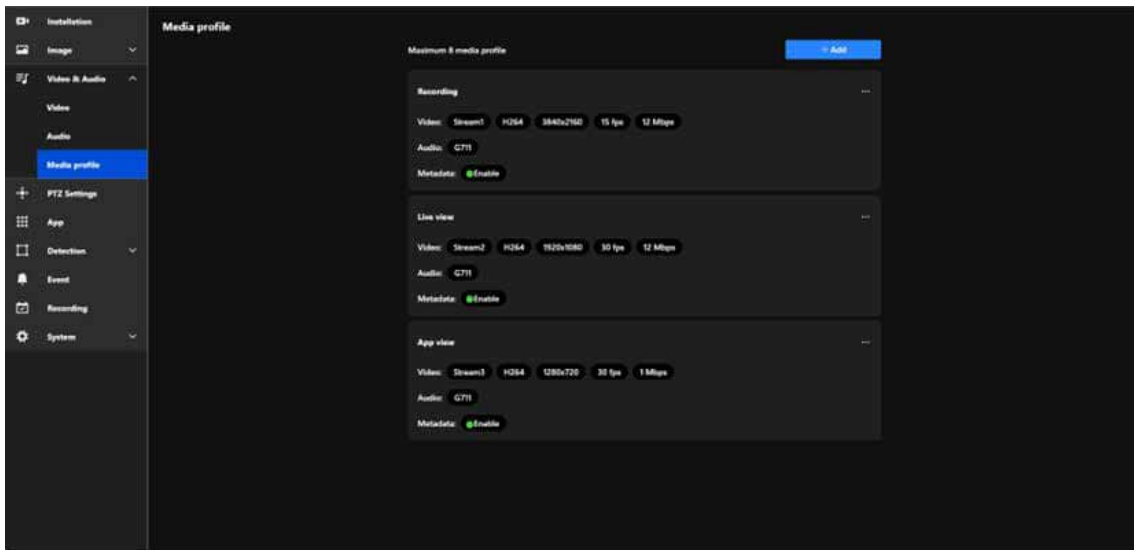 Installation
Image
Video & Audio
Video
Audio
Media profile
PTZ Settings
App
Detection
Event
Recording
System
Media profile
Maximum 8 media profile
+ Add
Recording
Video: Stream1 H264 3840x2160 15 fps 12 Mbps
Audio: G711
Metadata: Enable
Live view
Video: Stream2 H264 1920x1080 30 fps 12 Mbps
Audio: G711
Metadata: Enable
App view
Video: Stream3 H264 1280x720 30 fps 1 Mbps
Audio: G711
Metadata: Enable